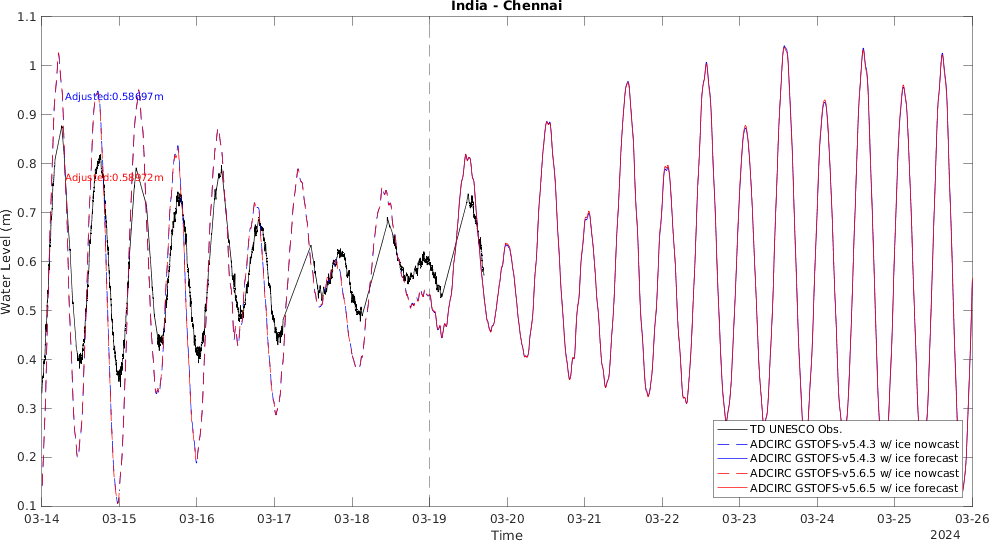 India - Chennai
Water Level (m)
1.1
1
0.9
0.8
0.7
0.6
0.5
0.4
0.3
0.2
0.1
Adjusted:0.58697m
Adjusted:0.58972m
TD UNESCO Obs.
ADCIRC GSTOFS-v5.4.3 w/ ice nowcast
ADCIRC GSTOFS-v5.4.3 w/ ice forecast
ADCIRC GSTOFS-v5.6.5 w/ ice nowcast
ADCIRC GSTOFS-v5.6.5 w/ ice forecast
03-14 03-15 03-16 03-17 03-18 03-19 03-20 03-21 03-22 03-23 03-24 03-25 03-26
Time
2024